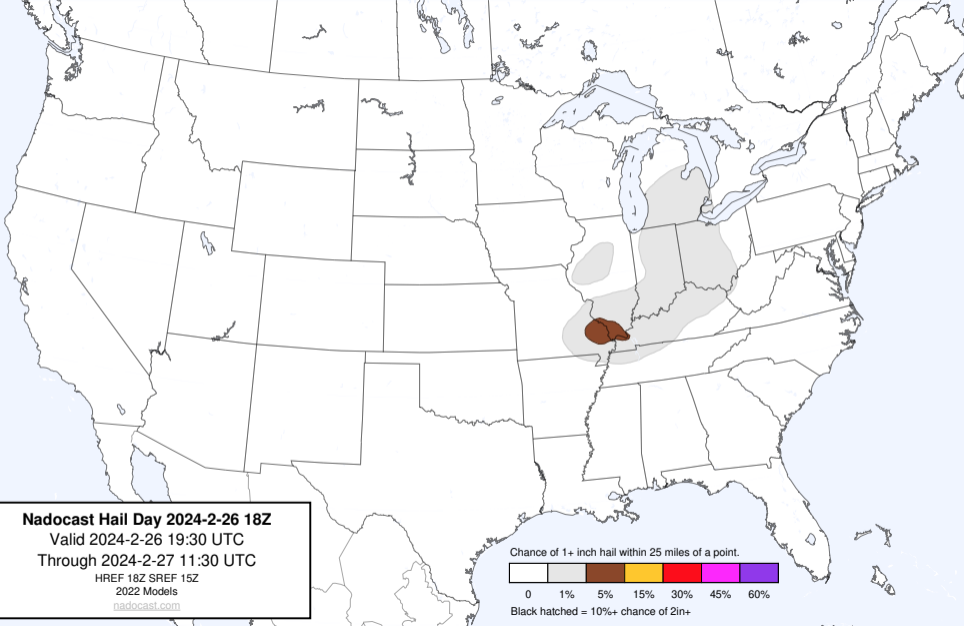 Nadocast Hail Day 2024-2-26 18Z
Valid 2024-2-26 19:30 UTC
Through 2024-2-27 11:30 UTC
HREF 18Z SREF 15Z
2022 Models
nadocast.com
Chance of 1+ inch hail within 25 miles of a point.
0 1% 5% 15% 30% 45% 60%
Black hatched = 10%+ chance of 2in+